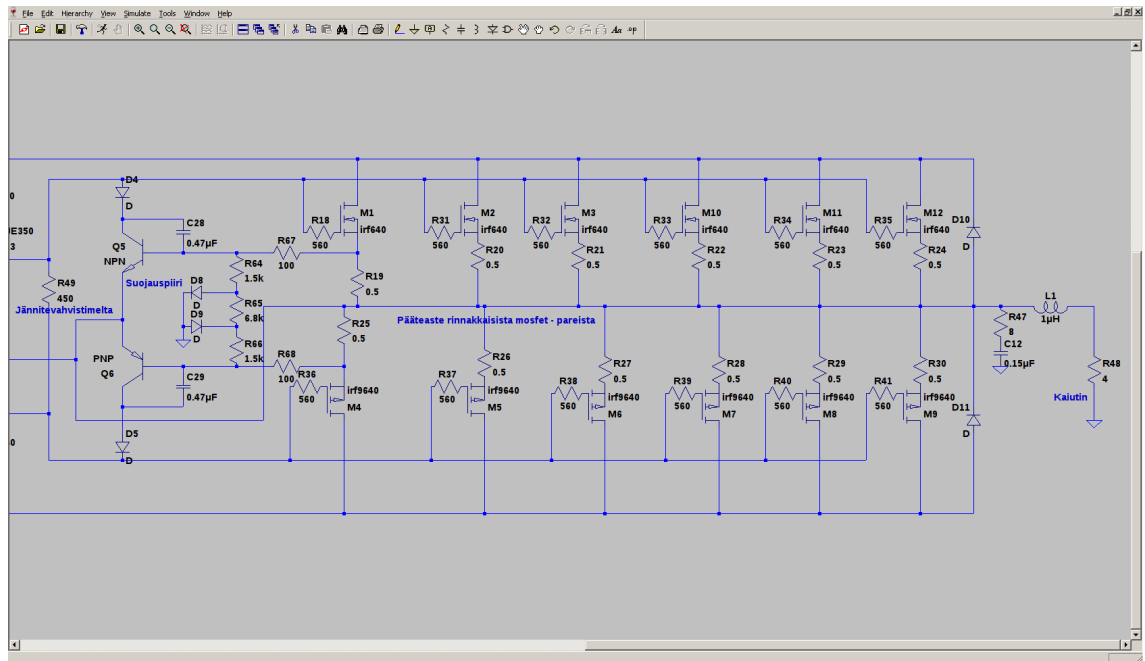 File Edit Hierarchy View Simulate Tools Window Help
Aa .op
D4
D
0
JE350
3
C28
0.47µF
Q5
NPN
R67
100
R18
560
M1
irf640
R31
560
M2
irf640
R32
560
M3
irf640
R33
560
M10
irf640
R34
560
M11
irf640
R35
560
M12
irf640
D10
D
R19
0.5
R20
0.5
R21
0.5
R22
0.5
R23
0.5
R24
0.5
R49
450
Suojauspiiri
Jännitevahvistimelta
D8
D
D9
D
R64
1.5k
R65
6.8k
R66
1.5k
Pääteaste rinnakkaisista mosfet - pareista
L1
1µH
R47
8
C12
0.15µF
R48
4
Kaiutin
PNP
Q6
C29
0.47µF
R68
100
R25
0.5
R26
0.5
R27
0.5
R28
0.5
R29
0.5
R30
0.5
R36
560
irf9640
M4
R37
560
irf9640
M5
R38
560
irf9640
M6
R39
560
irf9640
M7
R40
560
irf9640
M8
R41
560
irf9640
M9
D11
D
D5
D
0